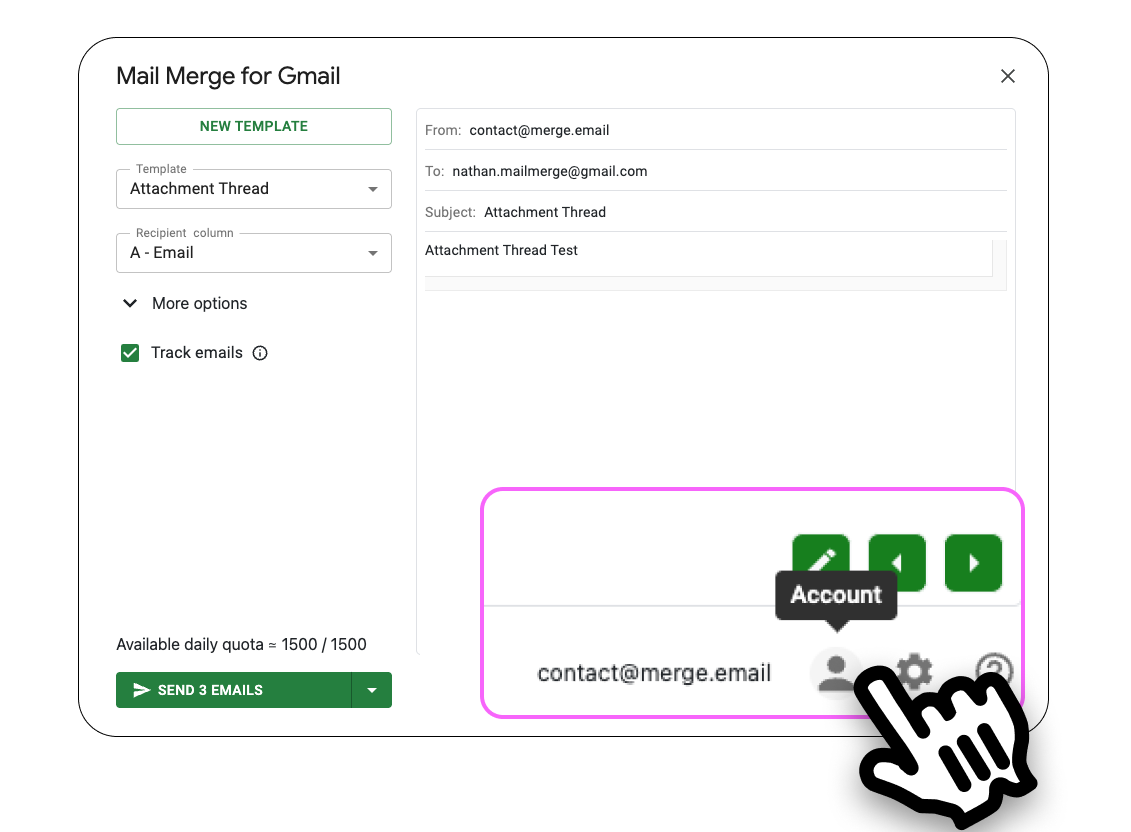 Mail Merge for Gmail
NEW TEMPLATE
Template
Attachment Thread
Recipient column
A - Email
More options
Track emails
Available daily quota ≃ 1500 / 1500
SEND 3 EMAILS
From: contact@merge.email
To: nathan.mailmerge@gmail.com
Subject: Attachment Thread
Attachment Thread Test
Account
contact@merge.email